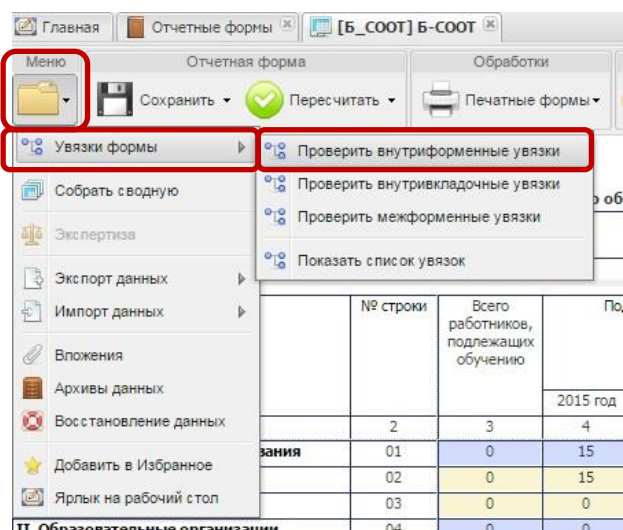 Главная Отчетные формы [Б_СООТ] Б-СООТ
Меню Отчетная форма Обработки
Сохранить Пересчитать Печатные формы
Увязки формы
Проверить внутриформенные увязки
Собрать сводную
Проверить внутривкладочные увязки
Экспертиза
Проверить межформенные увязки
Показать список увязок
Экспорт данных
Импорт данных
Вложения
Архивы данных
Восстановление данных
Добавить в Избранное
Ярлык на рабочий стол
№ строки Всего работников, подлежащих обучению
2015 год
2 3 4
01 0 15
02 0 15
03 0 0
II. Образовательные организации 04 0 0